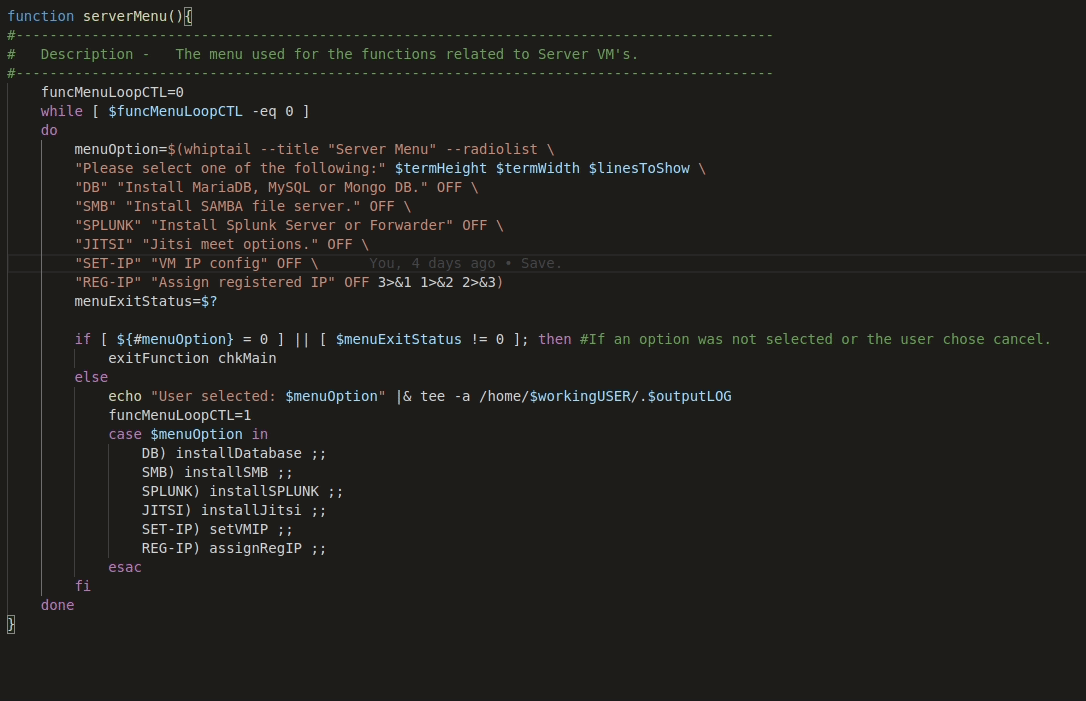 function serverMenu(){
#------------------------------------------------------------------------------------------
#   Description -   The menu used for the functions related to Server VM's.
#------------------------------------------------------------------------------------------
    funcMenuLoopCTL=0
    while [ $funcMenuLoopCTL -eq 0 ]
    do
        menuOption=$(whiptail --title "Server Menu" --radiolist \
        "Please select one of the following:" $termHeight $termWidth $linesToShow \
        "DB" "Install MariaDB, MySQL or Mongo DB." OFF \
        "SMB" "Install SAMBA file server." OFF \
        "SPLUNK" "Install Splunk Server or Forwarder" OFF \
        "JITSI" "Jitsi meet options." OFF \
        "SET-IP" "VM IP config" OFF \      You, 4 days ago • Save.
        "REG-IP" "Assign registered IP" OFF 3>&1 1>&2 2>&3)
        menuExitStatus=$?

        if [ ${#menuOption} = 0 ] || [ $menuExitStatus != 0 ]; then #If an option was not selected or the user chose cancel.
            exitFunction chkMain
        else
            echo "User selected: $menuOption" |& tee -a /home/$workingUSER/.$outputLOG
            funcMenuLoopCTL=1
            case $menuOption in
                DB) installDatabase ;;
                SMB) installSMB ;;
                SPLUNK) installSPLUNK ;;
                JITSI) installJitsi ;;
                SET-IP) setVMIP ;;
                REG-IP) assignRegIP ;;
            esac
        fi
    done
}